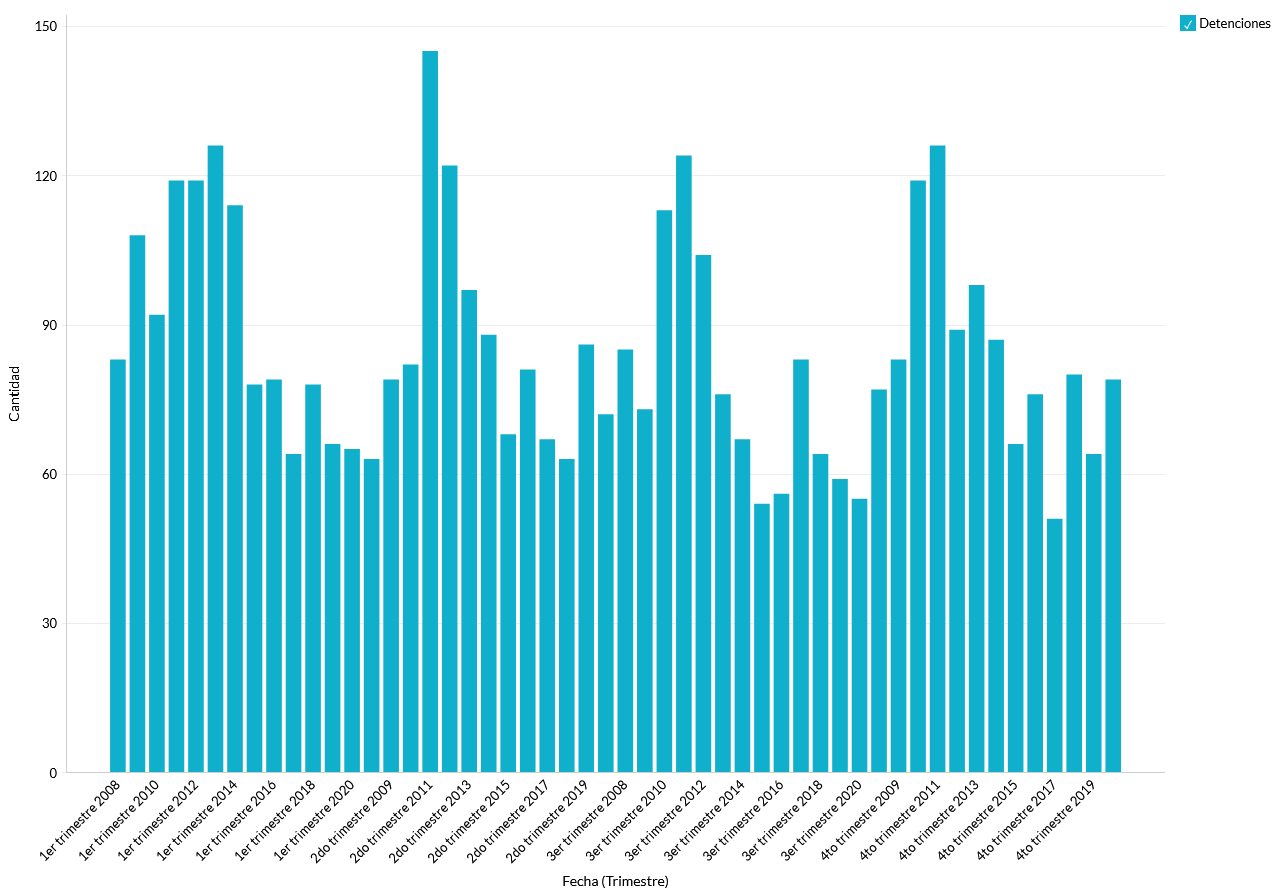 150
Detenciones
120
90
Cantidad
60
30
0
1er trimestre 2008
1er trimestre 2010
1er trimestre 2012
1er trimestre 2014
1er trimestre 2016
1er trimestre 2018
1er trimestre 2020
2do trimestre 2009
2do trimestre 2011
2do trimestre 2013
2do trimestre 2015
2do trimestre 2017
2do trimestre 2019
3er trimestre 2008
3er trimestre 2010
3er trimestre 2012
3er trimestre 2014
3er trimestre 2016
3er trimestre 2018
3er trimestre 2020
4to trimestre 2009
4to trimestre 2011
4to trimestre 2013
4to trimestre 2015
4to trimestre 2017
4to trimestre 2019
Fecha (Trimestre)